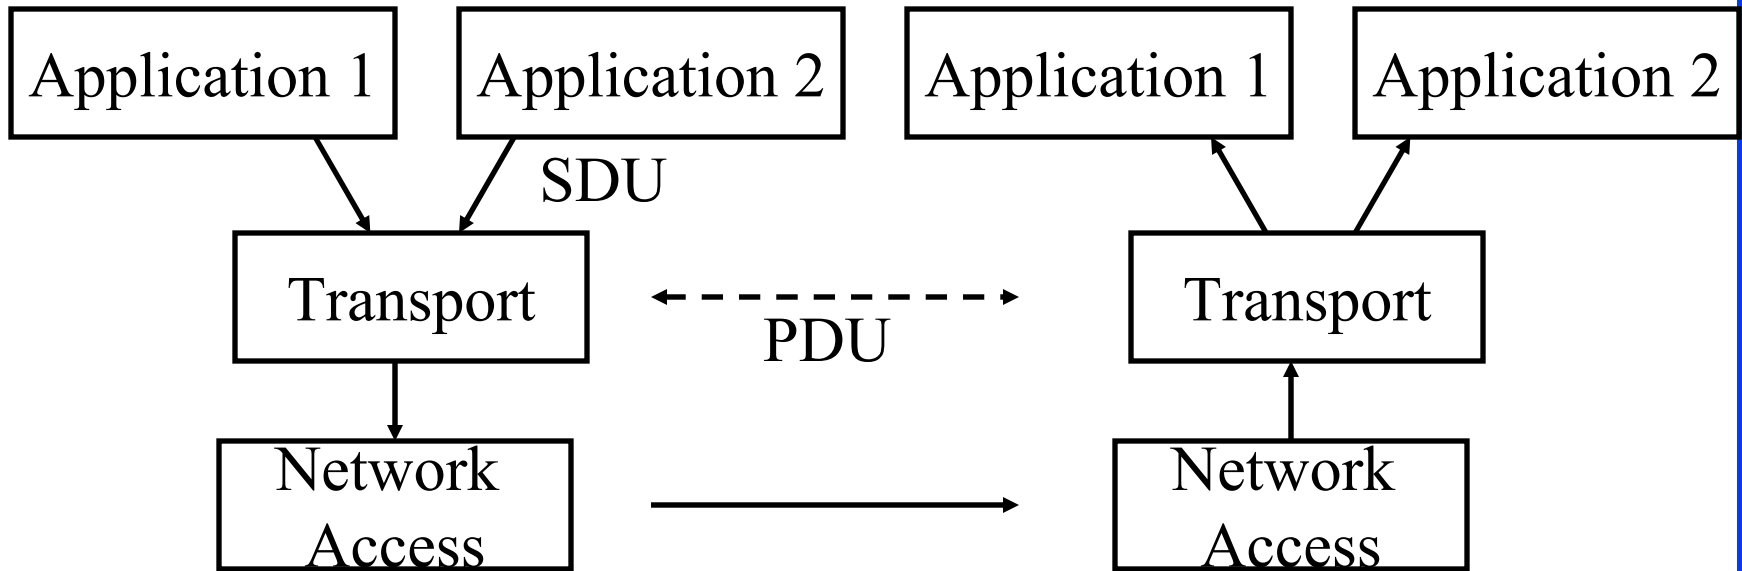 Application 1
Application 2
Application 1
Application 2
SDU
Transport
Transport
PDU
Network
Access
Network
Access